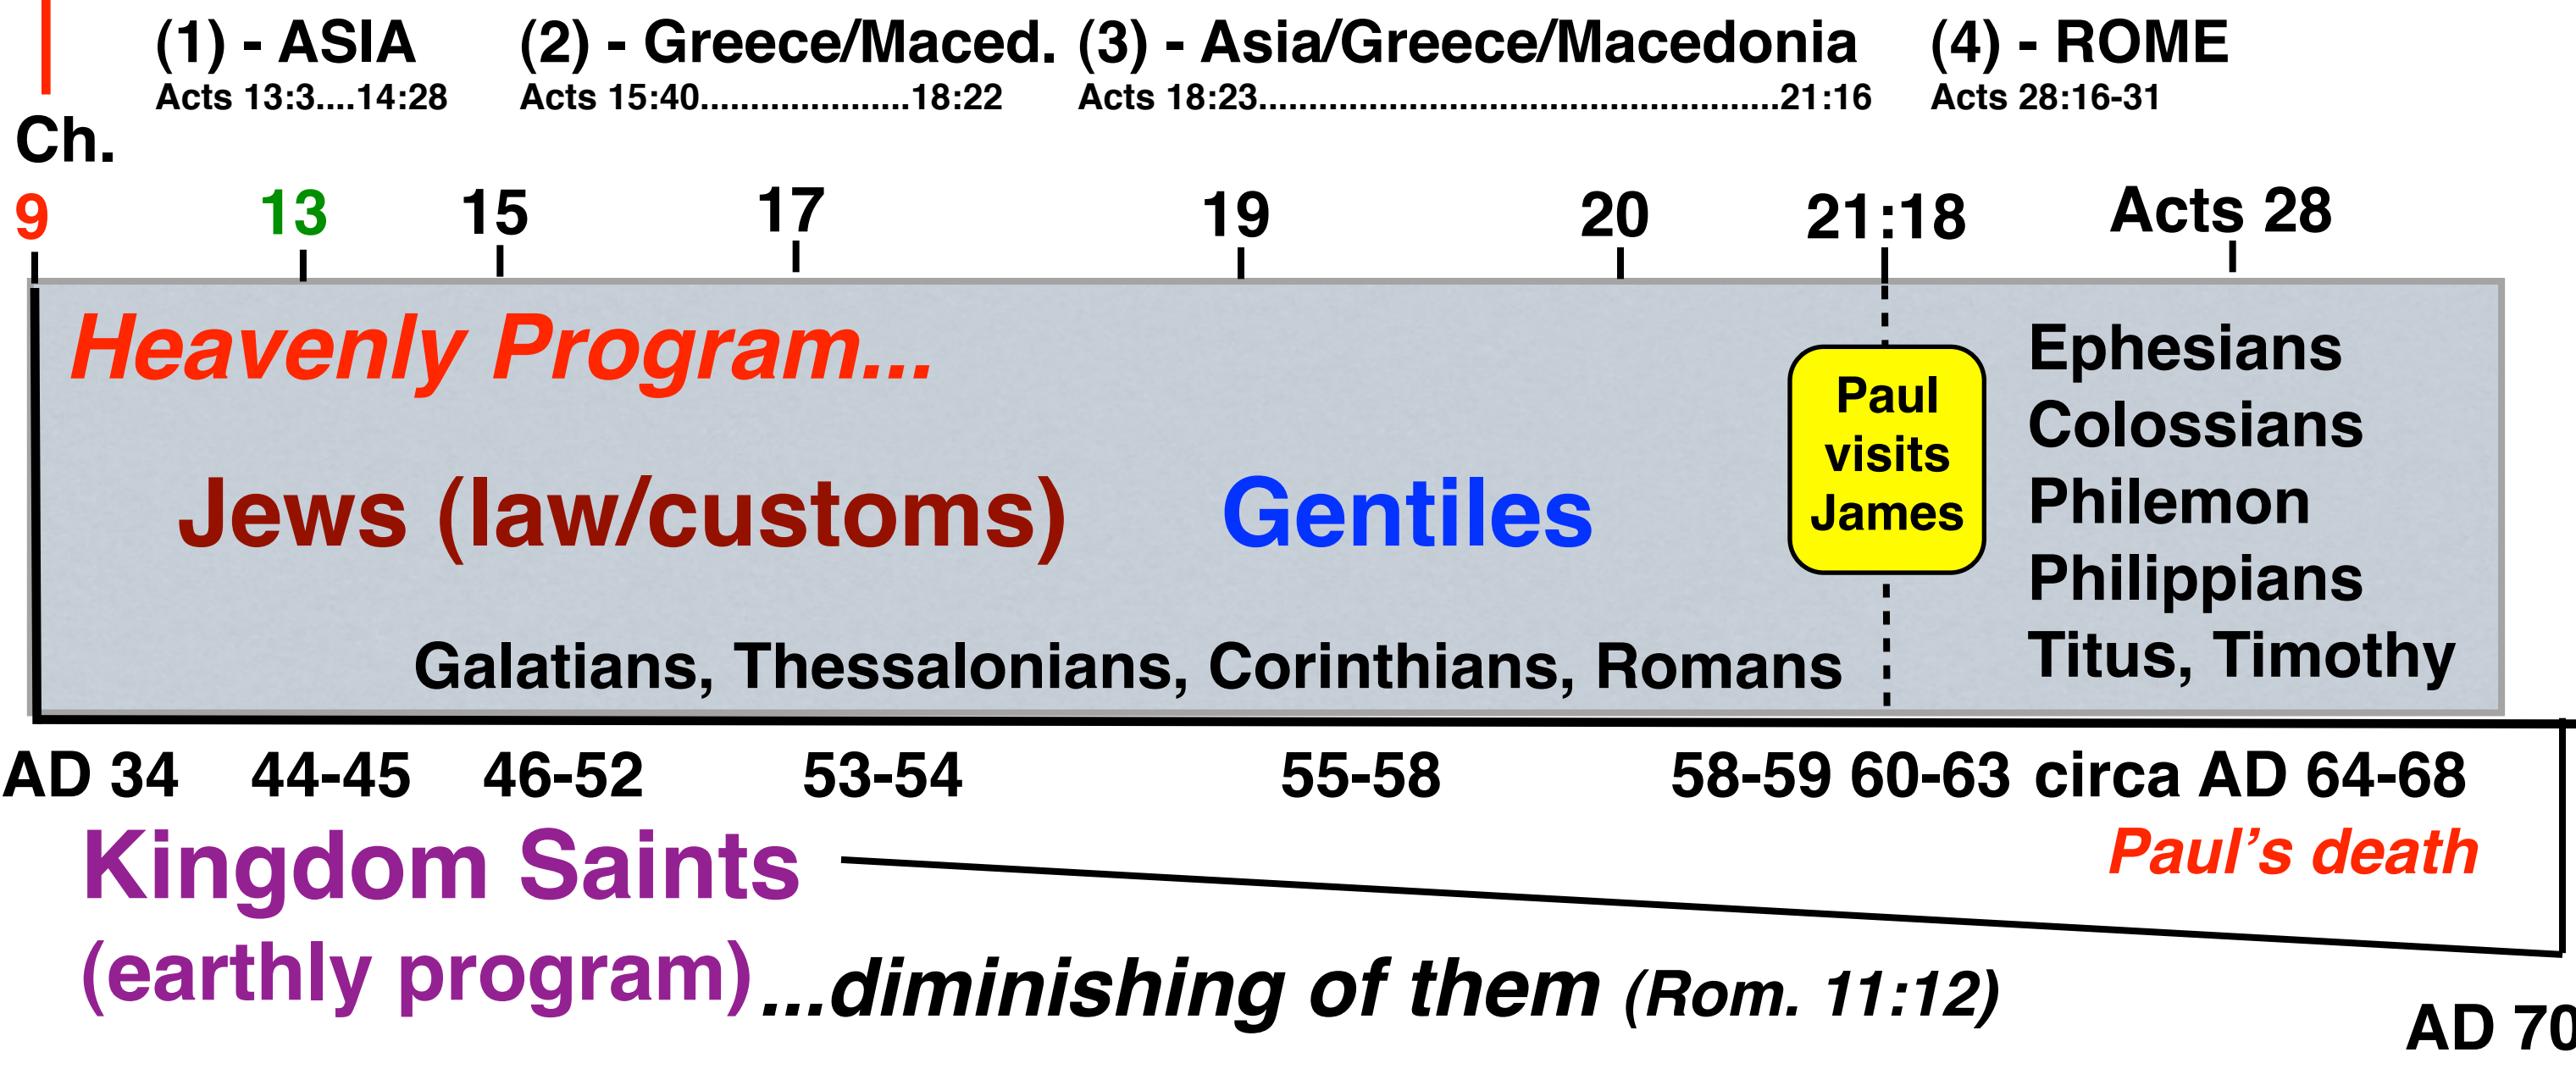 (1) - ASIA (2) - Greece/Maced. (3) - Asia/Greece/Macedonia (4) - ROME
Acts 13:3....14:28 Acts 15:40.....................18:22 Acts 18:23....................................................21:16 Acts 28:16-31
Ch.
9 13 15 17 19 20 21:18 Acts 28
Heavenly Program...
Jews (law/customs) Gentiles
Paul
visits
James
Ephesians
Colossians
Philemon
Philippians
Titus, Timothy
Galatians, Thessalonians, Corinthians, Romans
AD 34 44-45 46-52 53-54 55-58 58-59 60-63 circa AD 64-68
Paul's death
Kingdom Saints
(earthly program) ...diminishing of them (Rom. 11:12)
AD 70